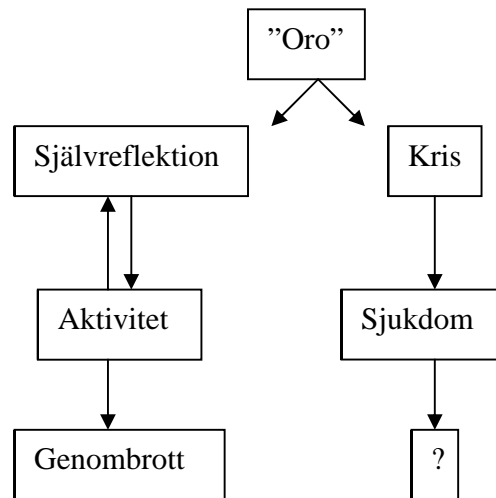 ”Oro”
Självreflektion
Kris
Aktivitet
Sjukdom
Genombrott
?